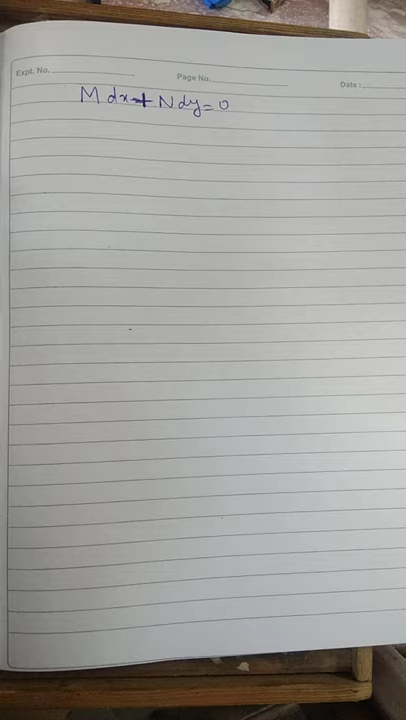 Expt. No.
Page No.
Date :
M dx + N dy = 0